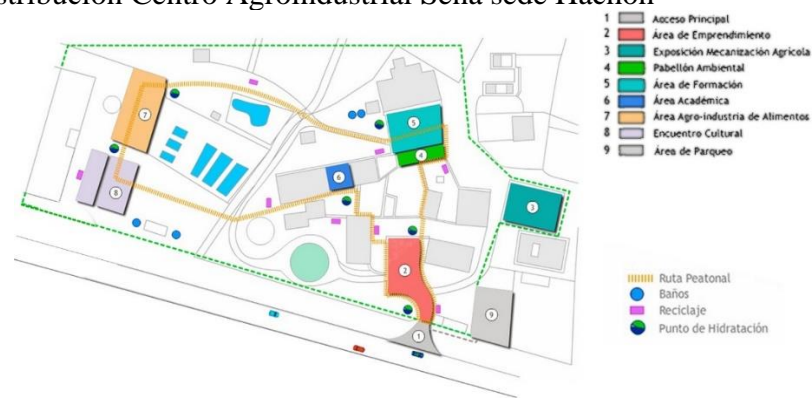 Centro Agroindustrial Sena sede Hachón
1 Acceso Principal
2 Área de Emprendimiento
3 Exposición Mecanización Agrícola
4 Pabellón Ambiental
5 Área de Formación
6 Área Académica
7 Área Agro-industria de Alimentos
8 Encuentro Cultural
9 Área de Parqueo
7
5
4
6
8
3
2
9
1
Ruta Peatonal
Baños
Reciclaje
Punto de Hidratación